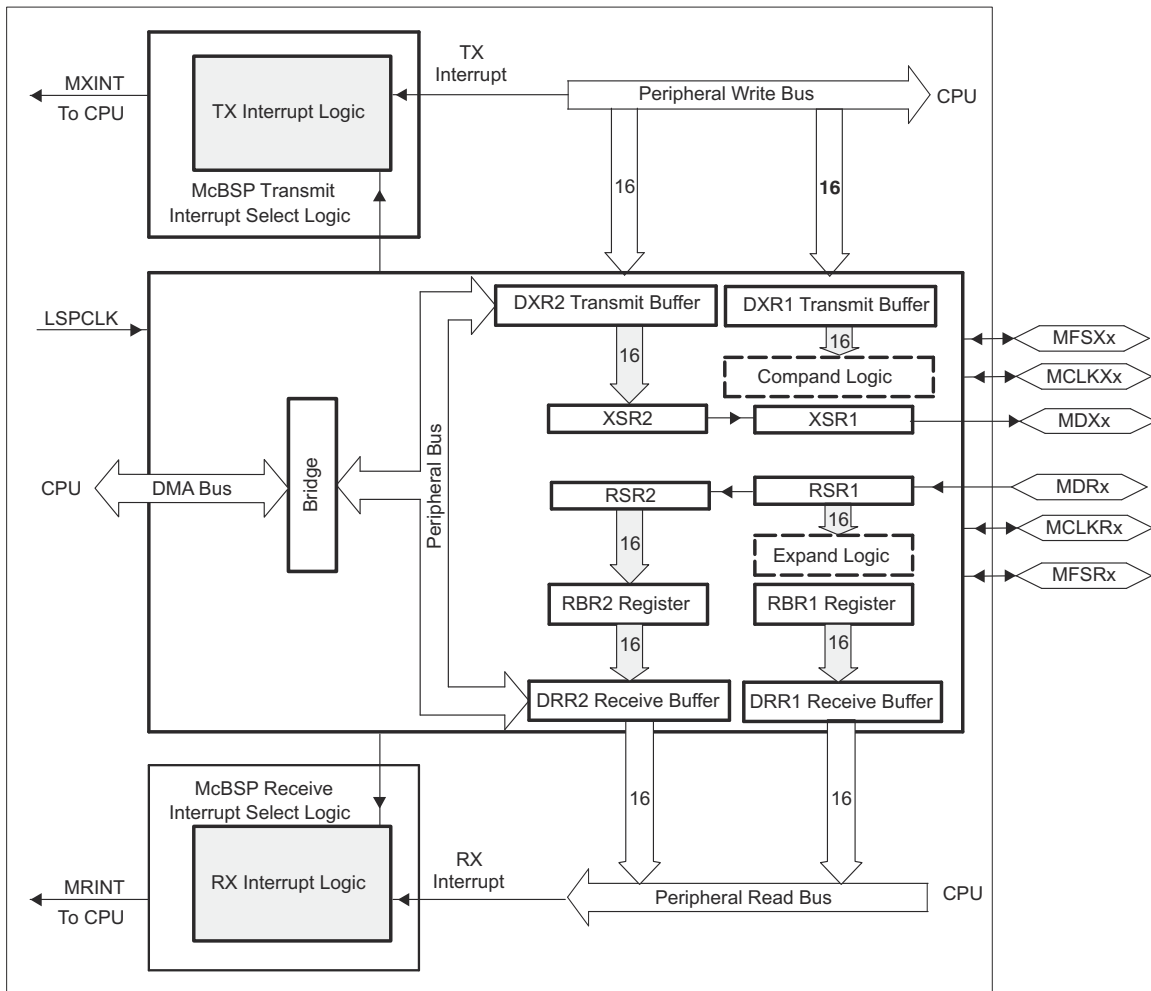 TX
Interrupt
MXINT
To CPU
TX Interrupt Logic
Peripheral Write Bus
CPU
McBSP Transmit
Interrupt Select Logic
16
16
LSPCLK
DXR2 Transmit Buffer
DXR1 Transmit Buffer
16
16
Compand Logic
XSR2
XSR1
MFSXx
MCLKXx
MDXx
CPU
DMA Bus
Bridge
Peripheral Bus
RSR2
RSR1
16
16
Expand Logic
MDRx
MCLKRx
MFSRx
RBR2 Register
RBR1 Register
16
16
DRR2 Receive Buffer
DRR1 Receive Buffer
McBSP Receive
Interrupt Select Logic
16
16
RX Interrupt Logic
RX
Interrupt
MRINT
To CPU
Peripheral Read Bus
CPU